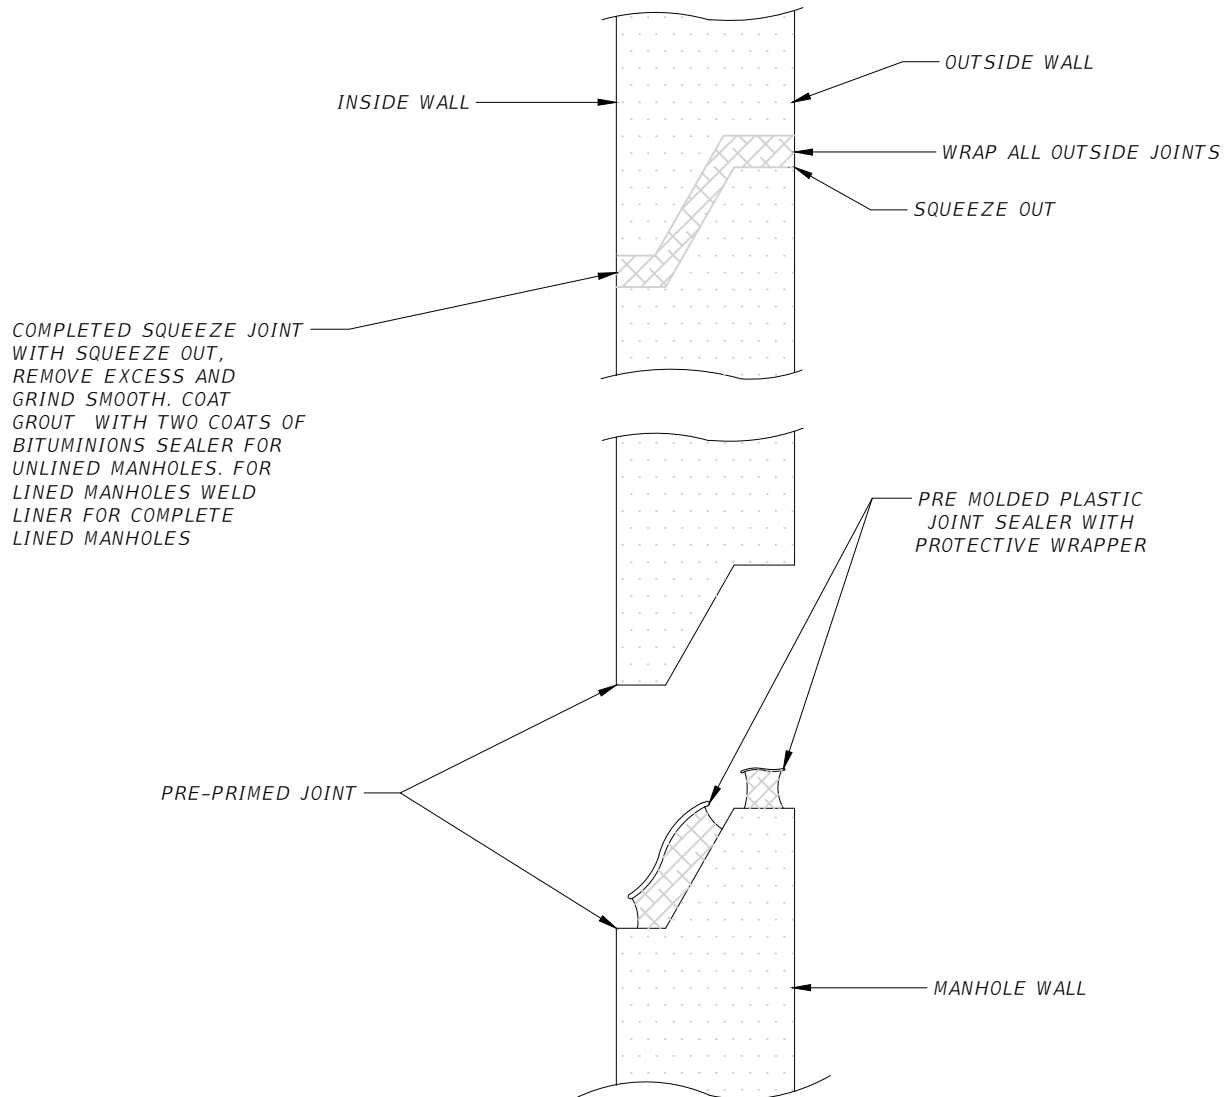 OUTSIDE WALL
INSIDE WALL
WRAP ALL OUTSIDE JOINTS
SQUEEZE OUT
COMPLETED SQUEEZE JOINT
WITH SQUEEZE OUT,
REMOVE EXCESS AND
GRIND SMOOTH. COAT
GROUT WITH TWO COATS OF
BITUMINIONS SEALER FOR
UNLINED MANHOLES. FOR
LINED MANHOLES WELD
LINER FOR COMPLETE
LINED MANHOLES
PRE MOLDED PLASTIC
JOINT SEALER WITH
PROTECTIVE WRAPPER
PRE-PRIMED JOINT
MANHOLE WALL